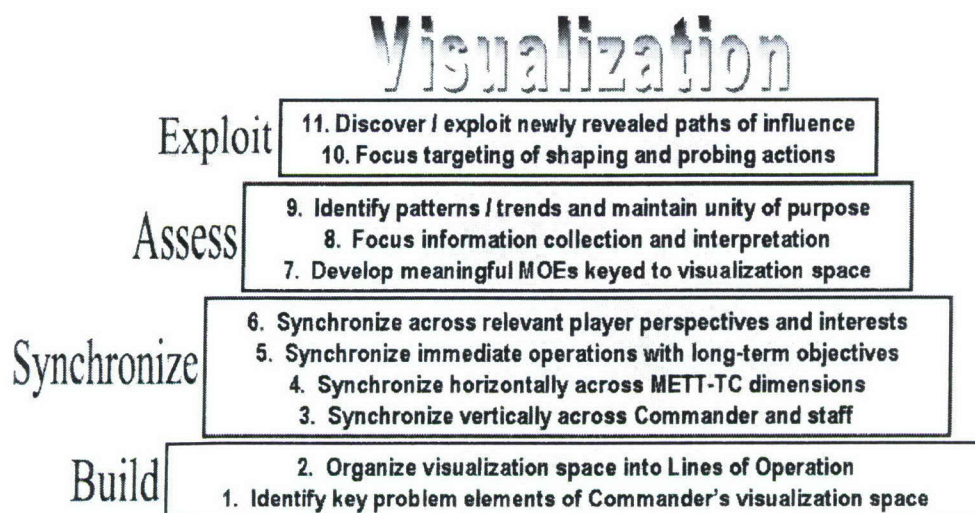 Visualization
Exploit
11. Discover / exploit newly revealed paths of influence
10. Focus targeting of shaping and probing actions
Assess
9. Identify patterns / trends and maintain unity of purpose
8. Focus information collection and interpretation
7. Develop meaningful MOEs keyed to visualization space
Synchronize
6. Synchronize across relevant player perspectives and interests
5. Synchronize immediate operations with long-term objectives
4. Synchronize horizontally across METT-TC dimensions
3. Synchronize vertically across Commander and staff
Build
2. Organize visualization space into Lines of Operation
1. Identify key problem elements of Commander's visualization space